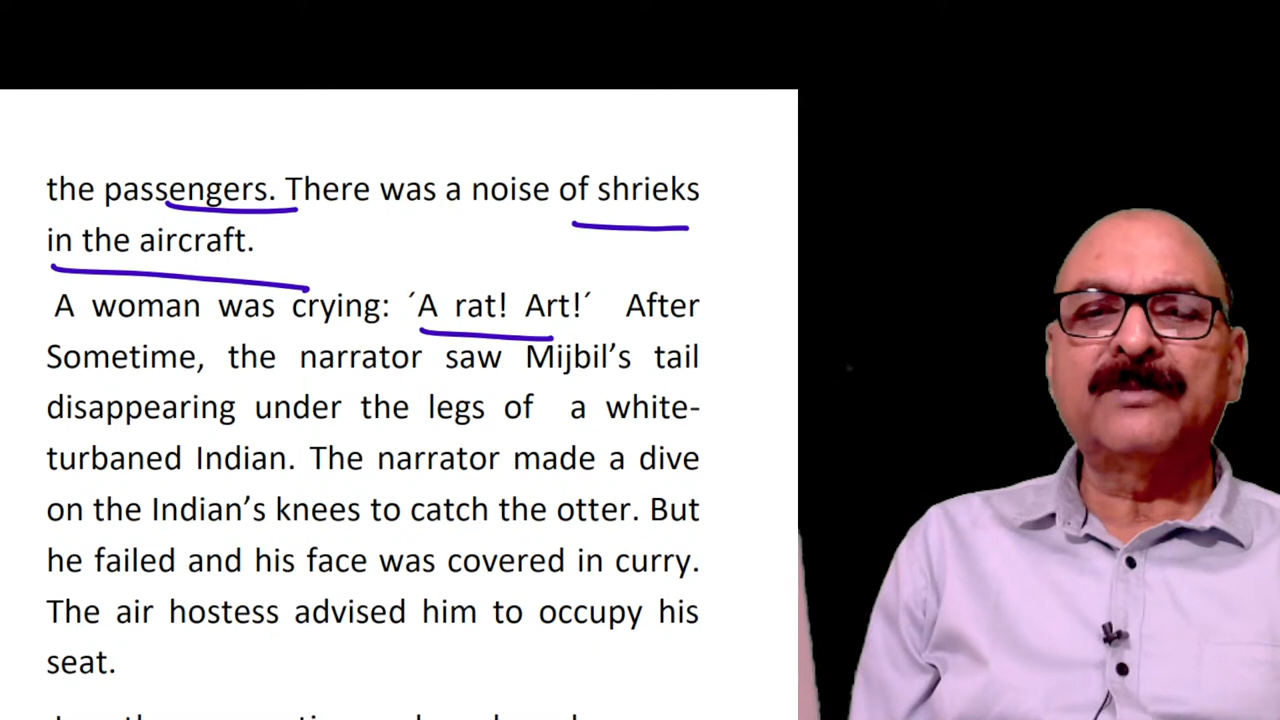 the passengers. There was a noise of shrieks
in the aircraft.
A woman was crying: ´A rat! Art!´ After
Sometime, the narrator saw Mijbil’s tail
disappearing under the legs of a white-
turbaned Indian. The narrator made a dive
on the Indian’s knees to catch the otter. But
he failed and his face was covered in curry.
The air hostess advised him to occupy his
seat.